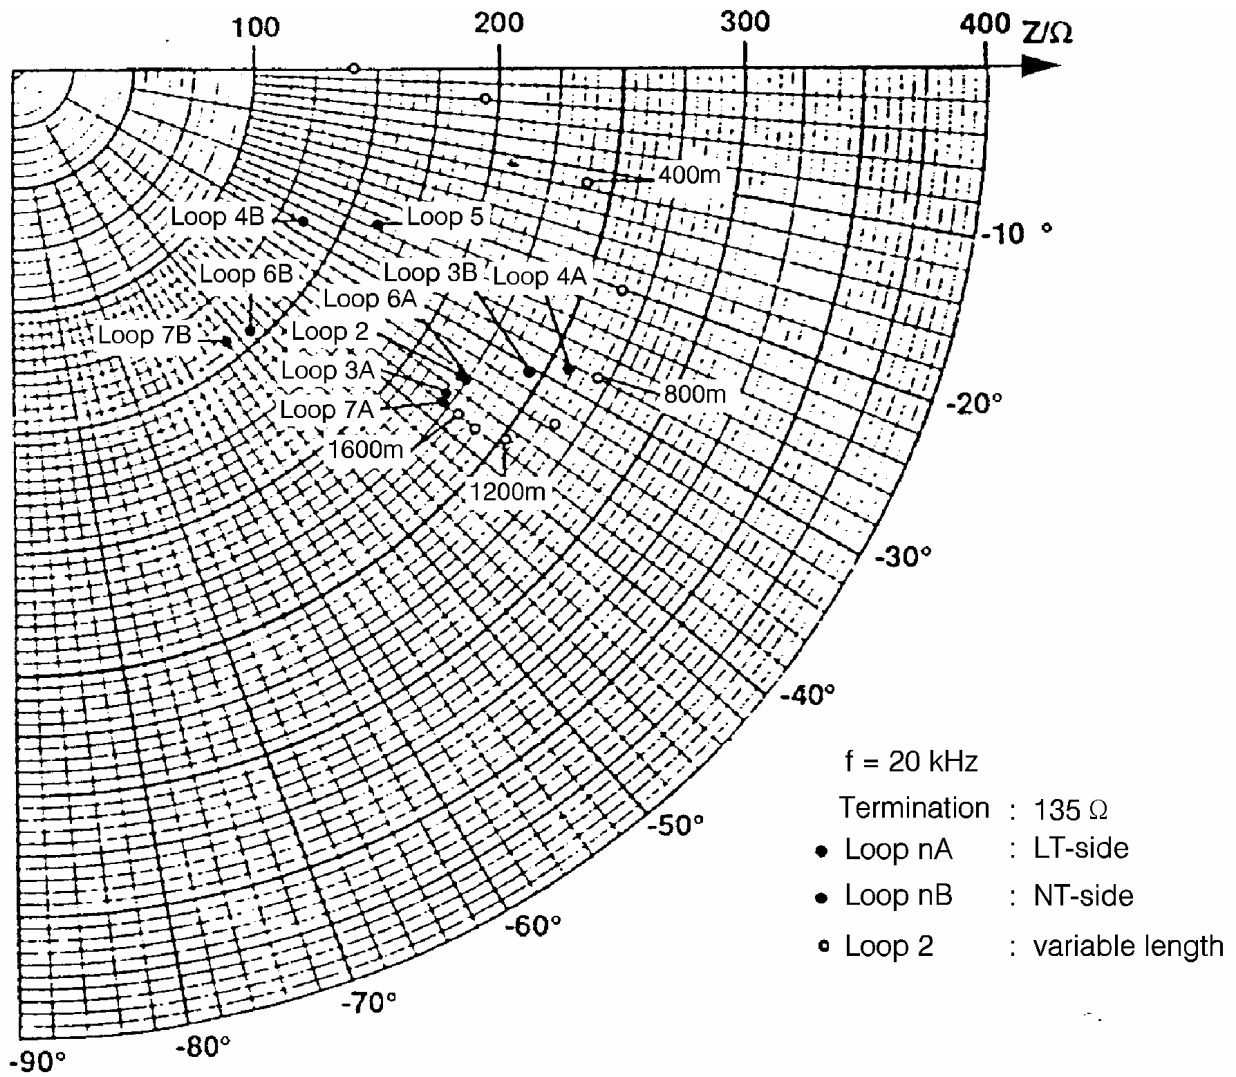 100
200
300
400 Z/Ω
400m
Loop 4B
Loop 5
-10 °
Loop 6B
Loop 3B
Loop 4A
Loop 6A
Loop 7B
Loop 2
Loop 3A
800m
-20°
Loop 7A
1600m
1200m
-30°
-40°
f = 20 kHz
Termination : 135 Ω
-50°
Loop nA : LT-side
Loop nB : NT-side
-60°
Loop 2 : variable length
-70°
-80°
-90°